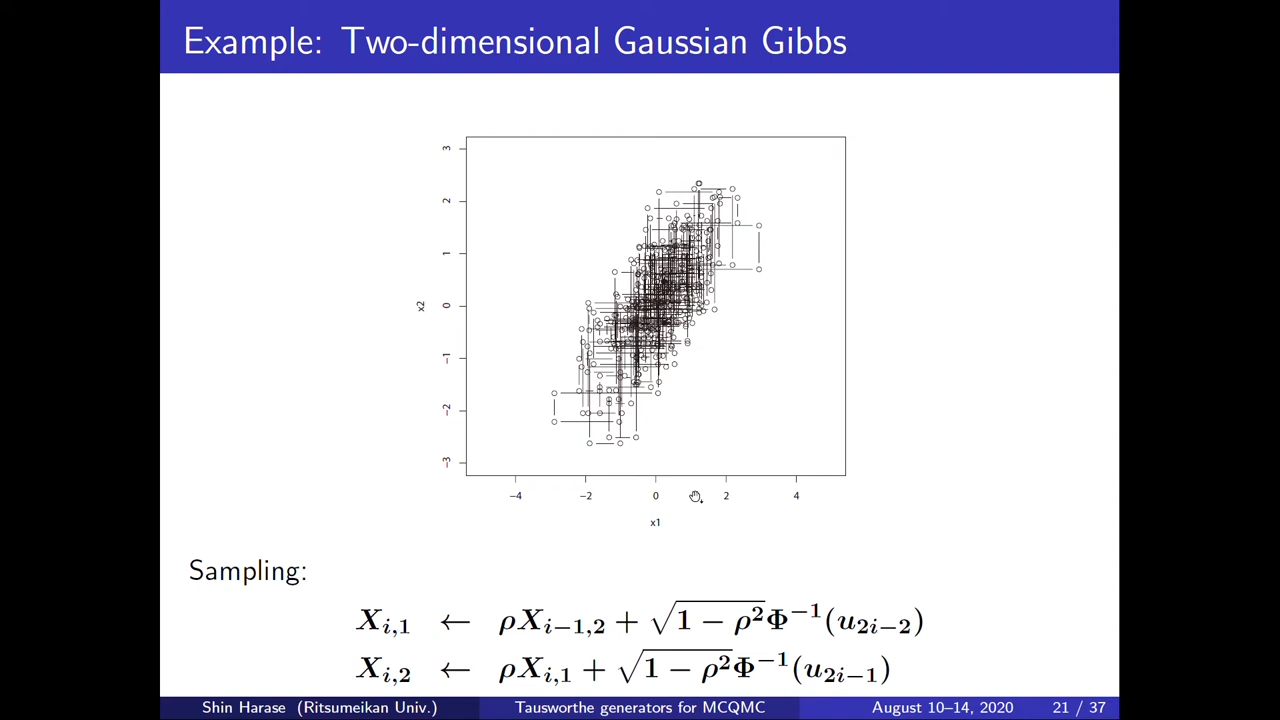 Example: Two-dimensional Gaussian Gibbs
3
2
1
0
−1
−2
−3
x2
−4 −2 0 2 4
x1
Sampling:
X_{i,1} ← ρX_{i−1,2} + √(1 − ρ²)Φ⁻¹(u_{2i−2})
X_{i,2} ← ρX_{i,1} + √(1 − ρ²)Φ⁻¹(u_{2i−1})
Shin Harase (Ritsumeikan Univ.) Tausworthe generators for MCQMC August 10–14, 2020 21 / 37